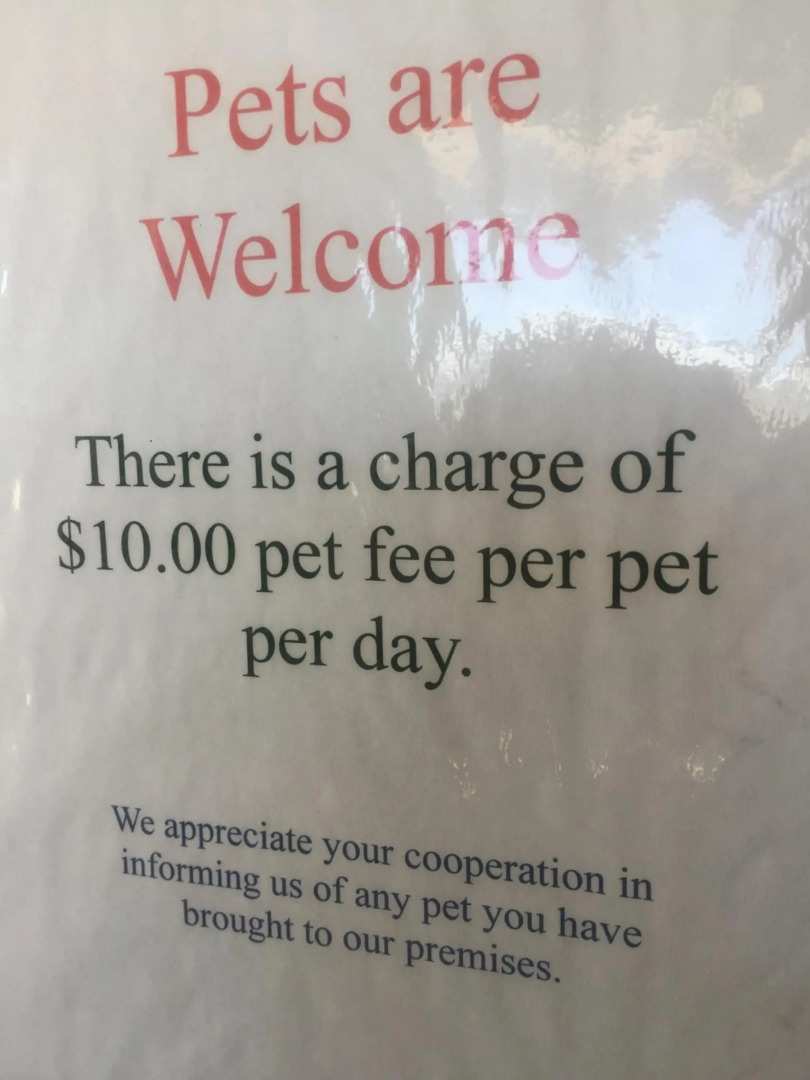 Pets are
Welcome
There is a charge of
$10.00 pet fee per pet
per day.
We appreciate your cooperation in
informing us of any pet you have
brought to our premises.